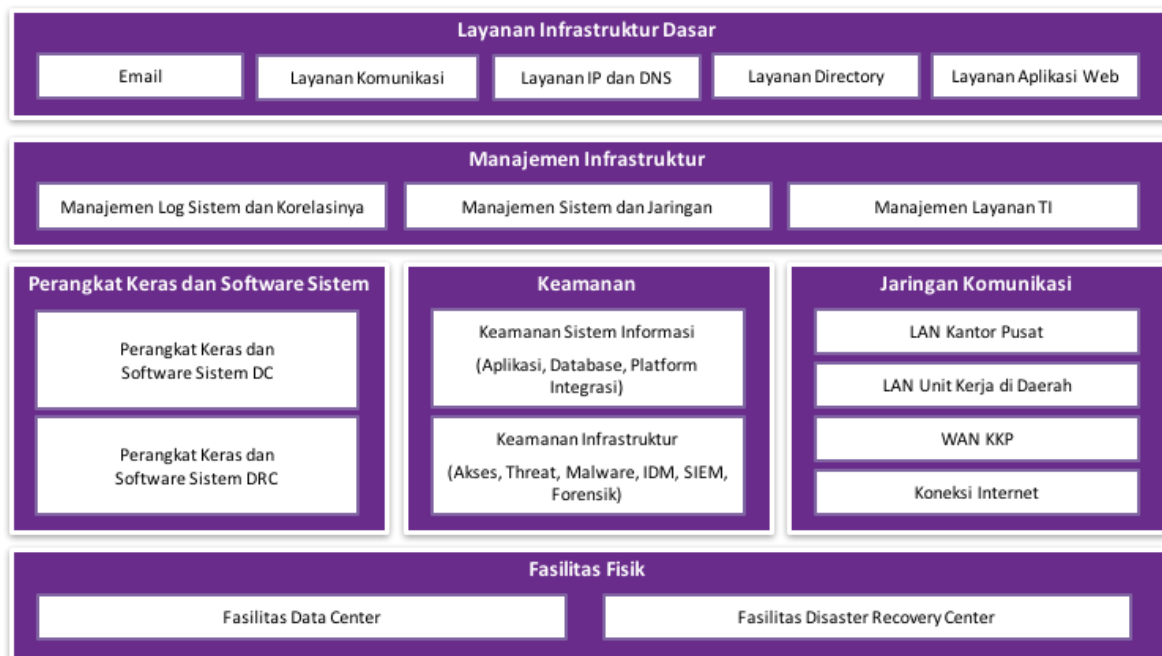 Layanan Infrastruktur Dasar
Email
Layanan Komunikasi
Layanan IP dan DNS
Layanan Directory
Layanan Aplikasi Web
Manajemen Infrastruktur
Manajemen Log Sistem dan Korelasinya
Manajemen Sistem dan Jaringan
Manajemen Layanan TI
Perangkat Keras dan Software Sistem
Perangkat Keras dan
Software Sistem DC
Perangkat Keras dan
Software Sistem DRC
Keamanan
Keamanan Sistem Informasi
(Aplikasi, Database, Platform
Integrasi)
Keamanan Infrastruktur
(Akses, Threat, Malware, IDM, SIEM,
Forensik)
Jaringan Komunikasi
LAN Kantor Pusat
LAN Unit Kerja di Daerah
WAN KKP
Koneksi Internet
Fasilitas Fisik
Fasilitas Data Center
Fasilitas Disaster Recovery Center